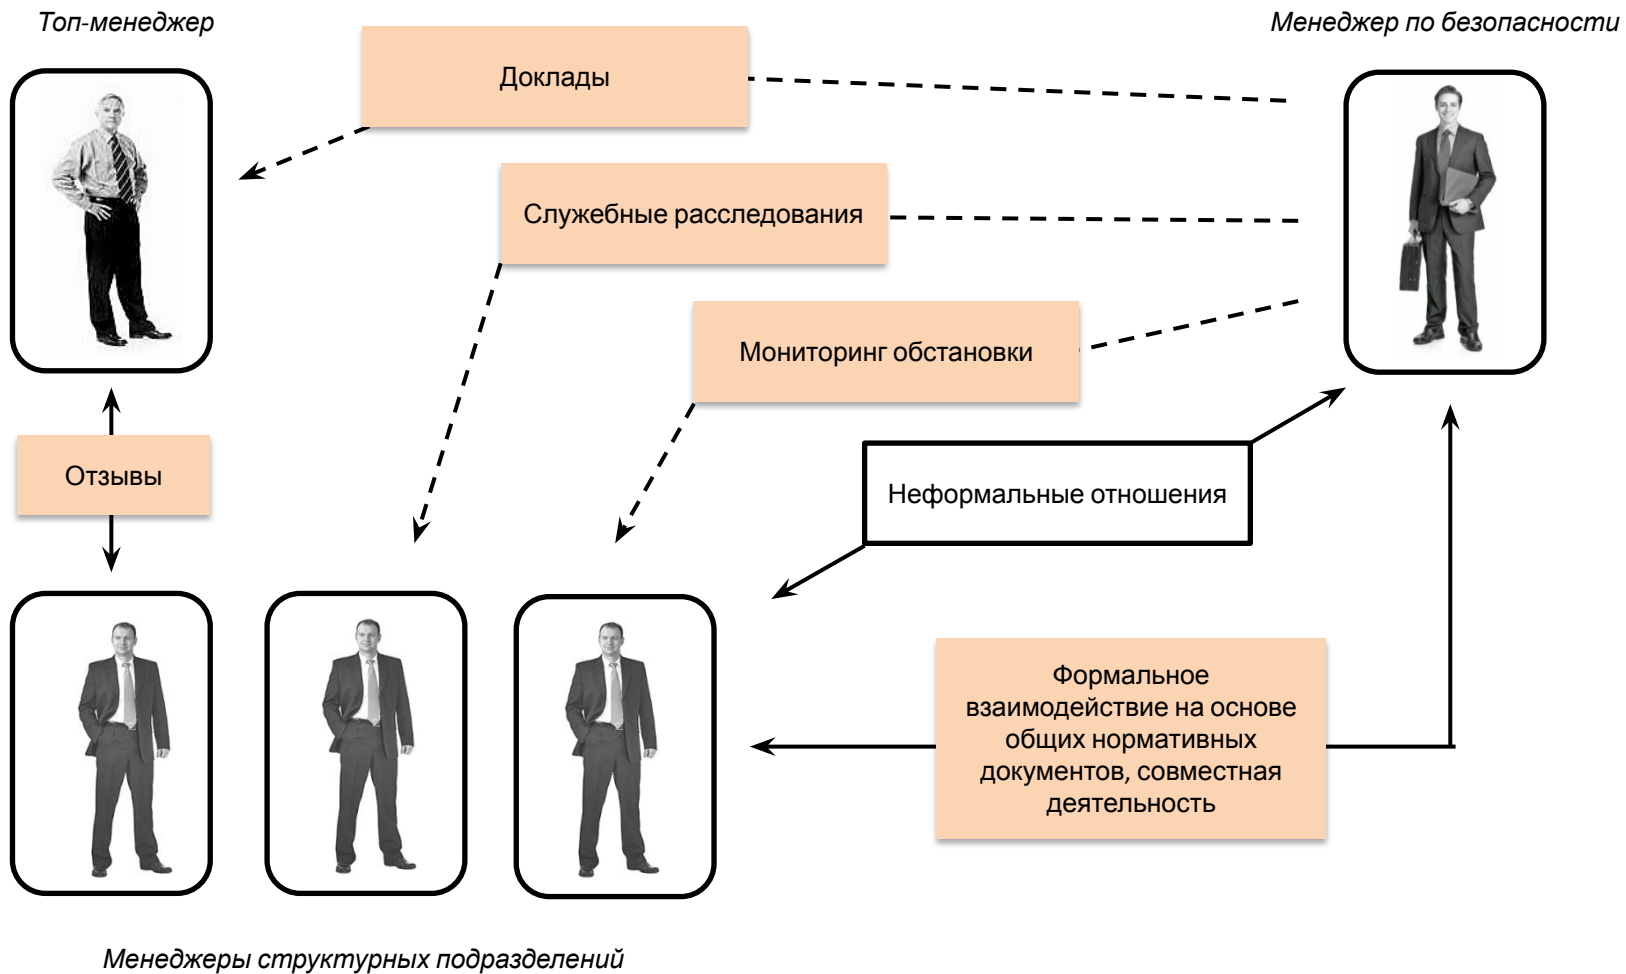 Топ-менеджер
Менеджер по безопасности
Доклады
Служебные расследования
Мониторинг обстановки
Отзывы
Неформальные отношения
Формальное
взаимодействие на основе
общих нормативных
документов, совместная
деятельность
Менеджеры структурных подразделений